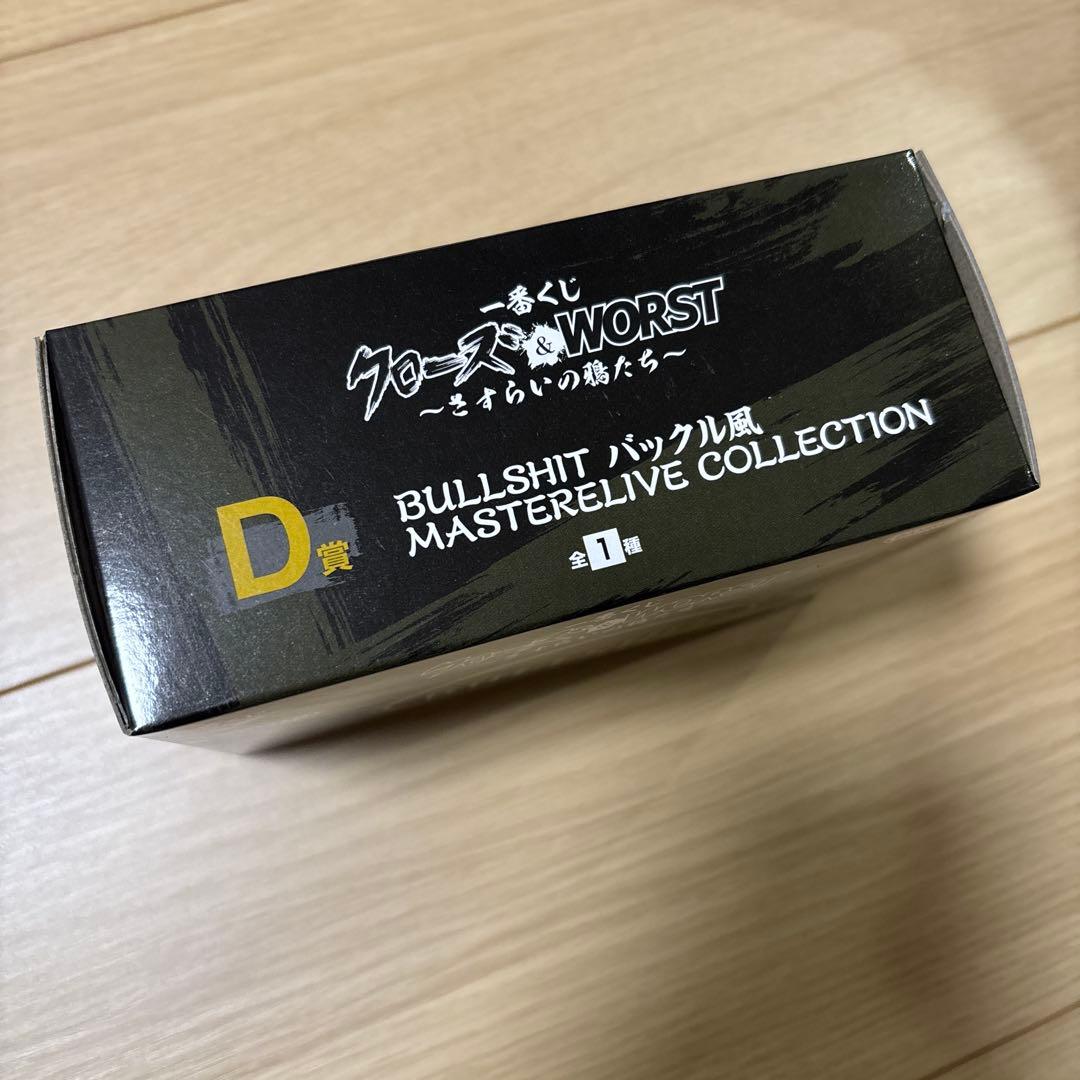 一番くじ
クローズ&WORST
～さすらいの鴉たち～
D賞
BULLSHIT バックル風
MASTERELIVE COLLECTION
全1種